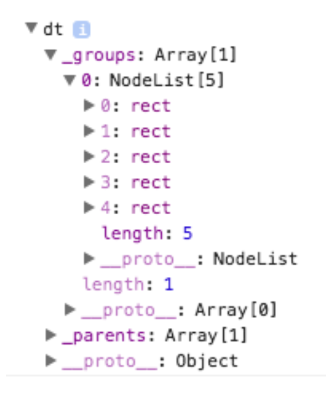 dt i
_groups: Array[1]
0: NodeList[5]
0: rect
1: rect
2: rect
3: rect
4: rect
length: 5
__proto__: NodeList
length: 1
__proto__: Array[0]
_parents: Array[1]
__proto__: Object